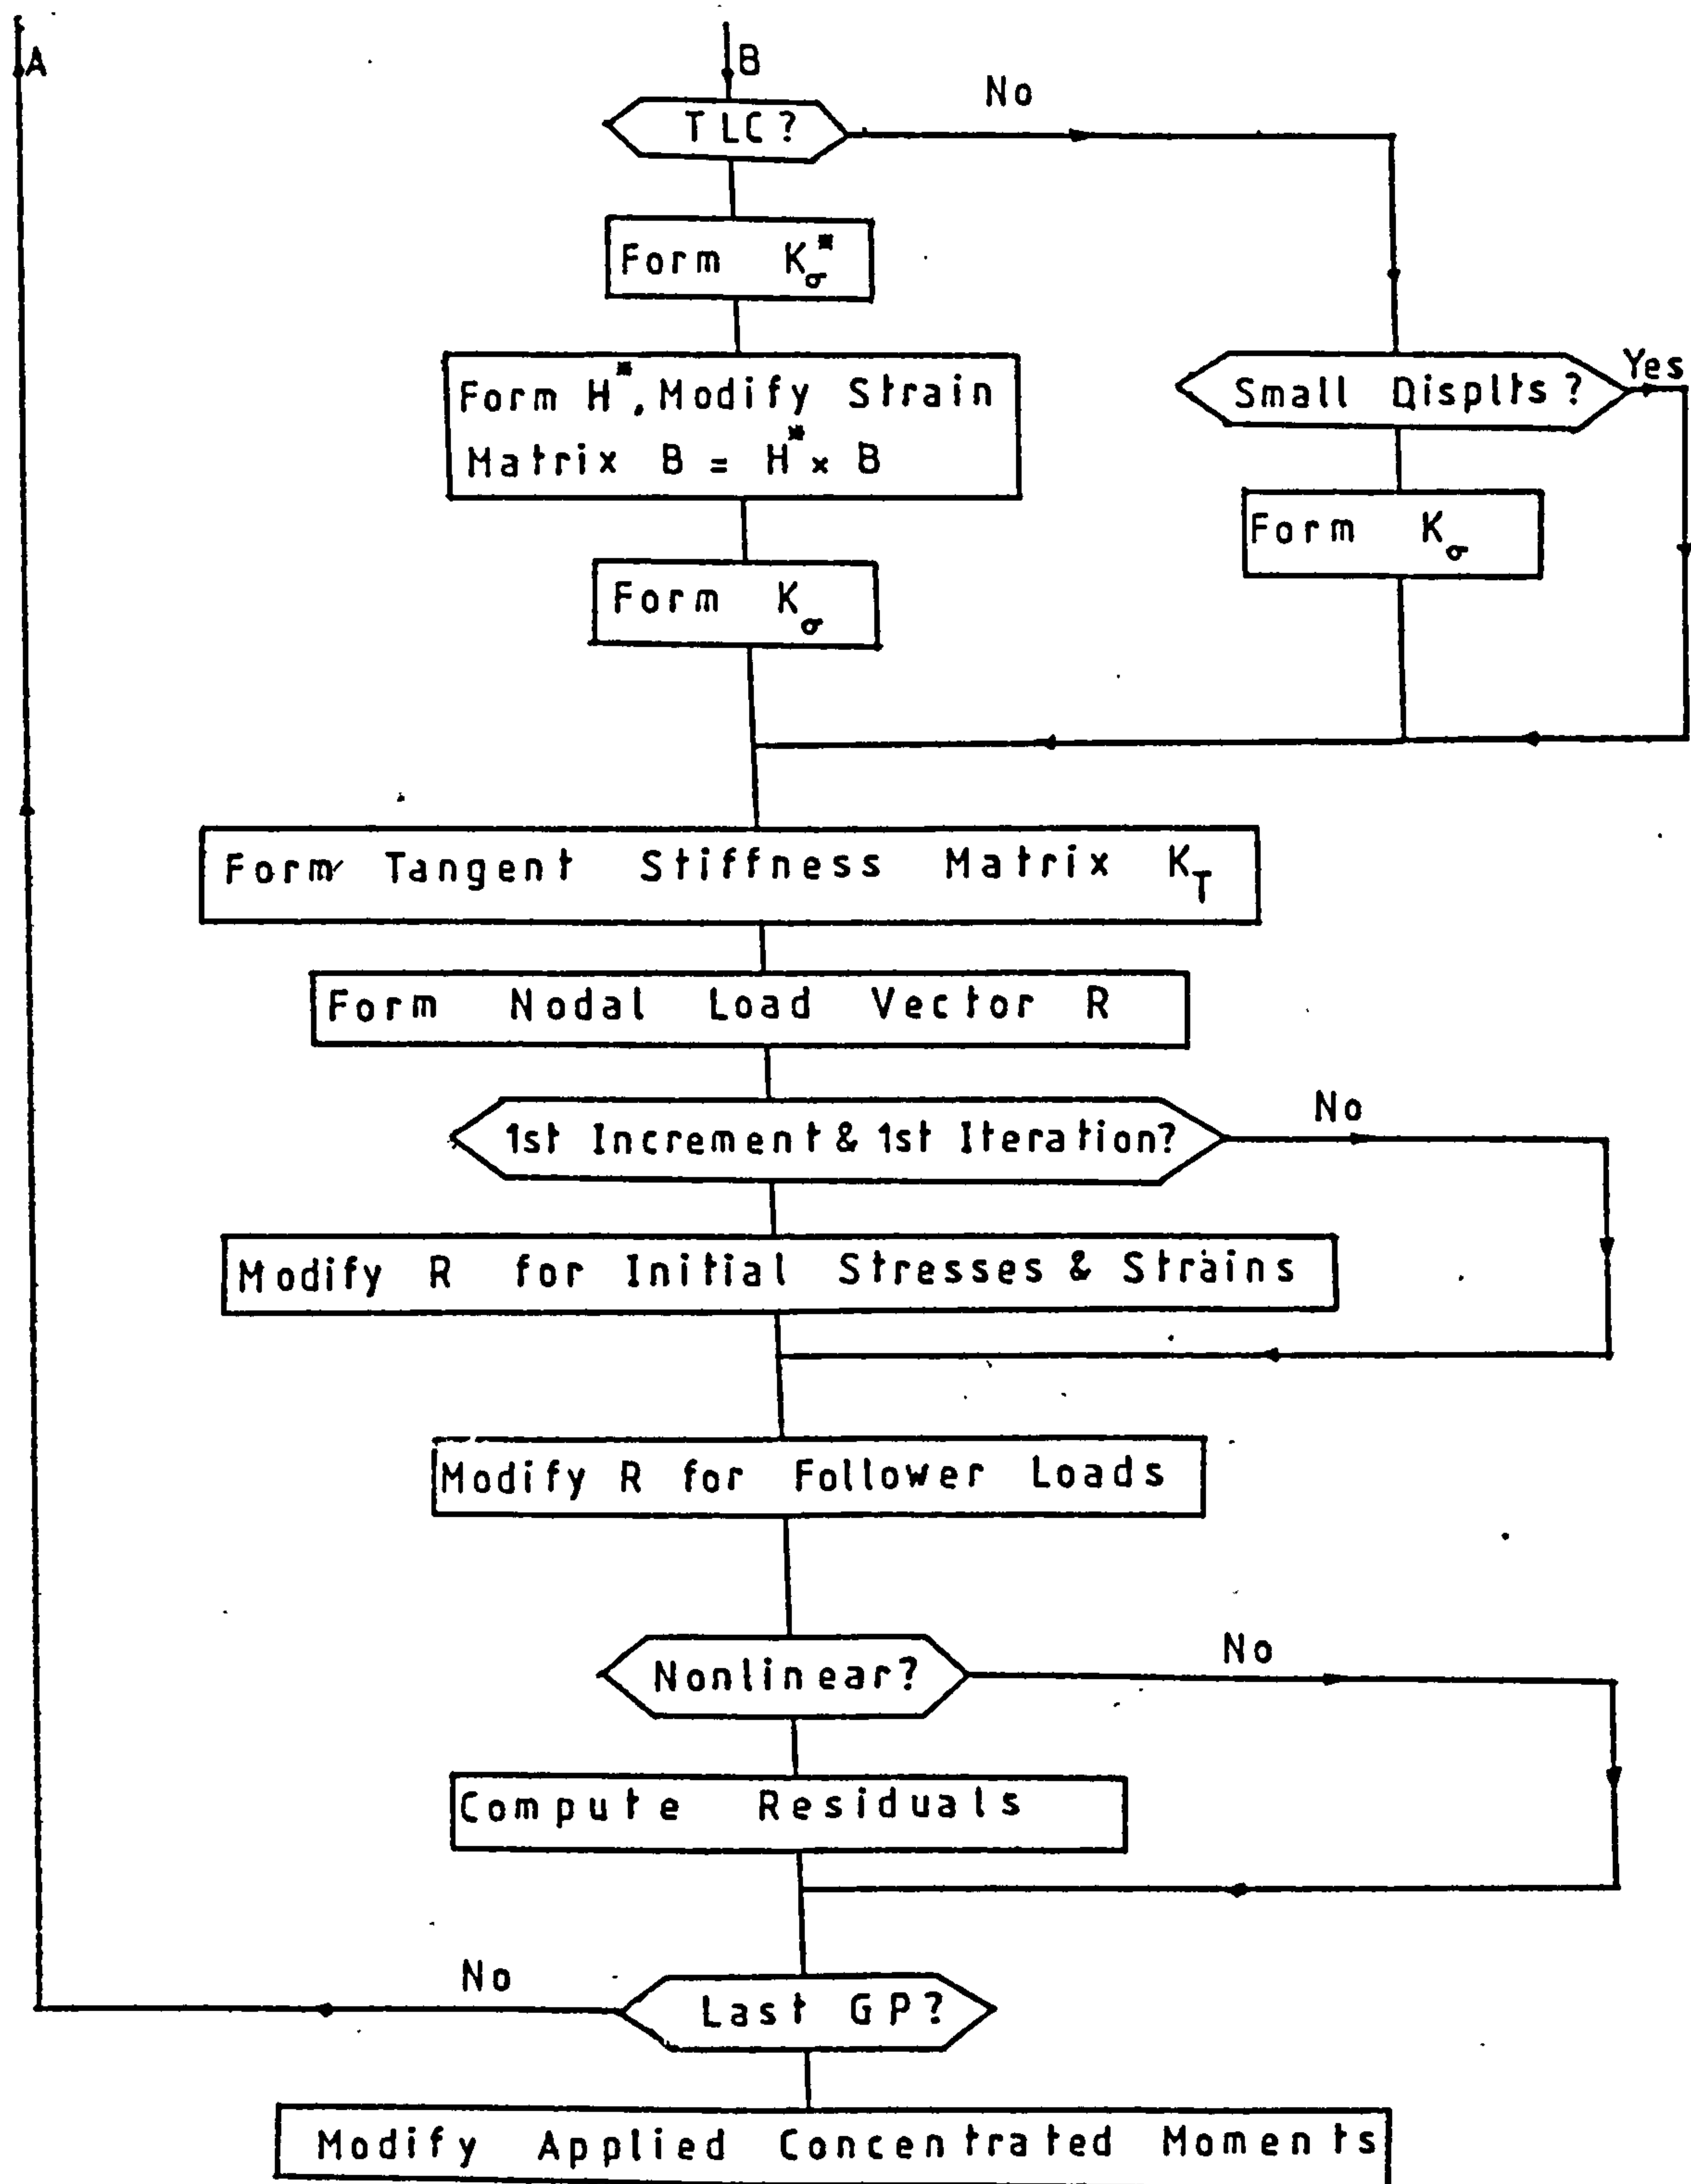 A
B
TLC?
No
Form Kσ*
Form H*, Modify Strain
Matrix B = H* × B
Small Displts?
Yes
Form Kσ
Form Kσ
Form Tangent Stiffness Matrix K_T
Form Nodal Load Vector R
1st Increment & 1st Iteration?
No
Modify R for Initial Stresses & Strains
Modify R for Follower Loads
Nonlinear?
No
Compute Residuals
Last GP?
No
Modify Applied Concentrated Moments